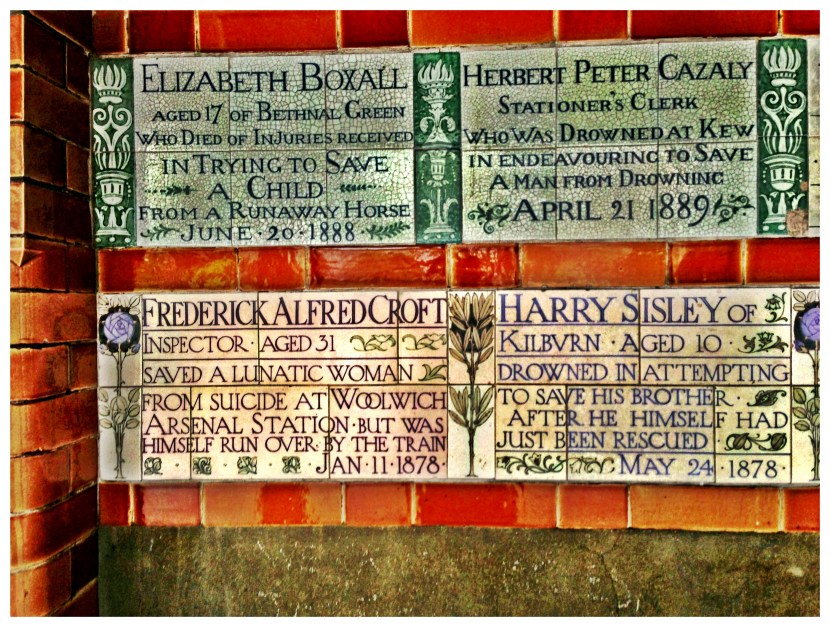 ELIZABETH BOXALL
AGED 17 OF BETHNAL GREEN
WHO DIED OF INJURIES RECEIVED
IN TRYING TO SAVE
A CHILD
FROM A RUNAWAY HORSE
JUNE · 20 · 1888
HERBERT PETER CAZALY
STATIONER'S CLERK
WHO WAS DROWNED AT KEW
IN ENDEAVOURING TO SAVE
A MAN FROM DROWNING
APRIL 21 1889
FREDERICK ALFRED CROFT
INSPECTOR · AGED 31
SAVED A LUNATIC WOMAN
FROM SUICIDE AT WOOLWICH
ARSENAL STATION · BUT WAS
HIMSELF RUN OVER BY THE TRAIN
JAN · 11 · 1878 ·
HARRY SISLEY OF
KILBVRN · AGED 10 ·
DROWNED IN ATTEMPTING
TO SAVE HIS BROTHER ·
AFTER HE HIMSELF HAD
JUST BEEN RESCUED
MAY 24 · 1878 ·